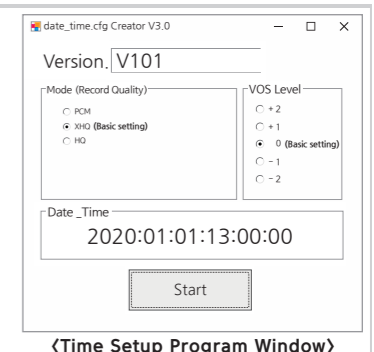 date_time.cfg Creator V3.0
Version. V101
Mode (Record Quality)
PCM
XHQ (Basic setting)
HQ
VOS Level
+ 2
+ 1
0 (Basic setting)
- 1
- 2
Date _Time
2020:01:01:13:00:00
Start
<Time Setup Program Window>